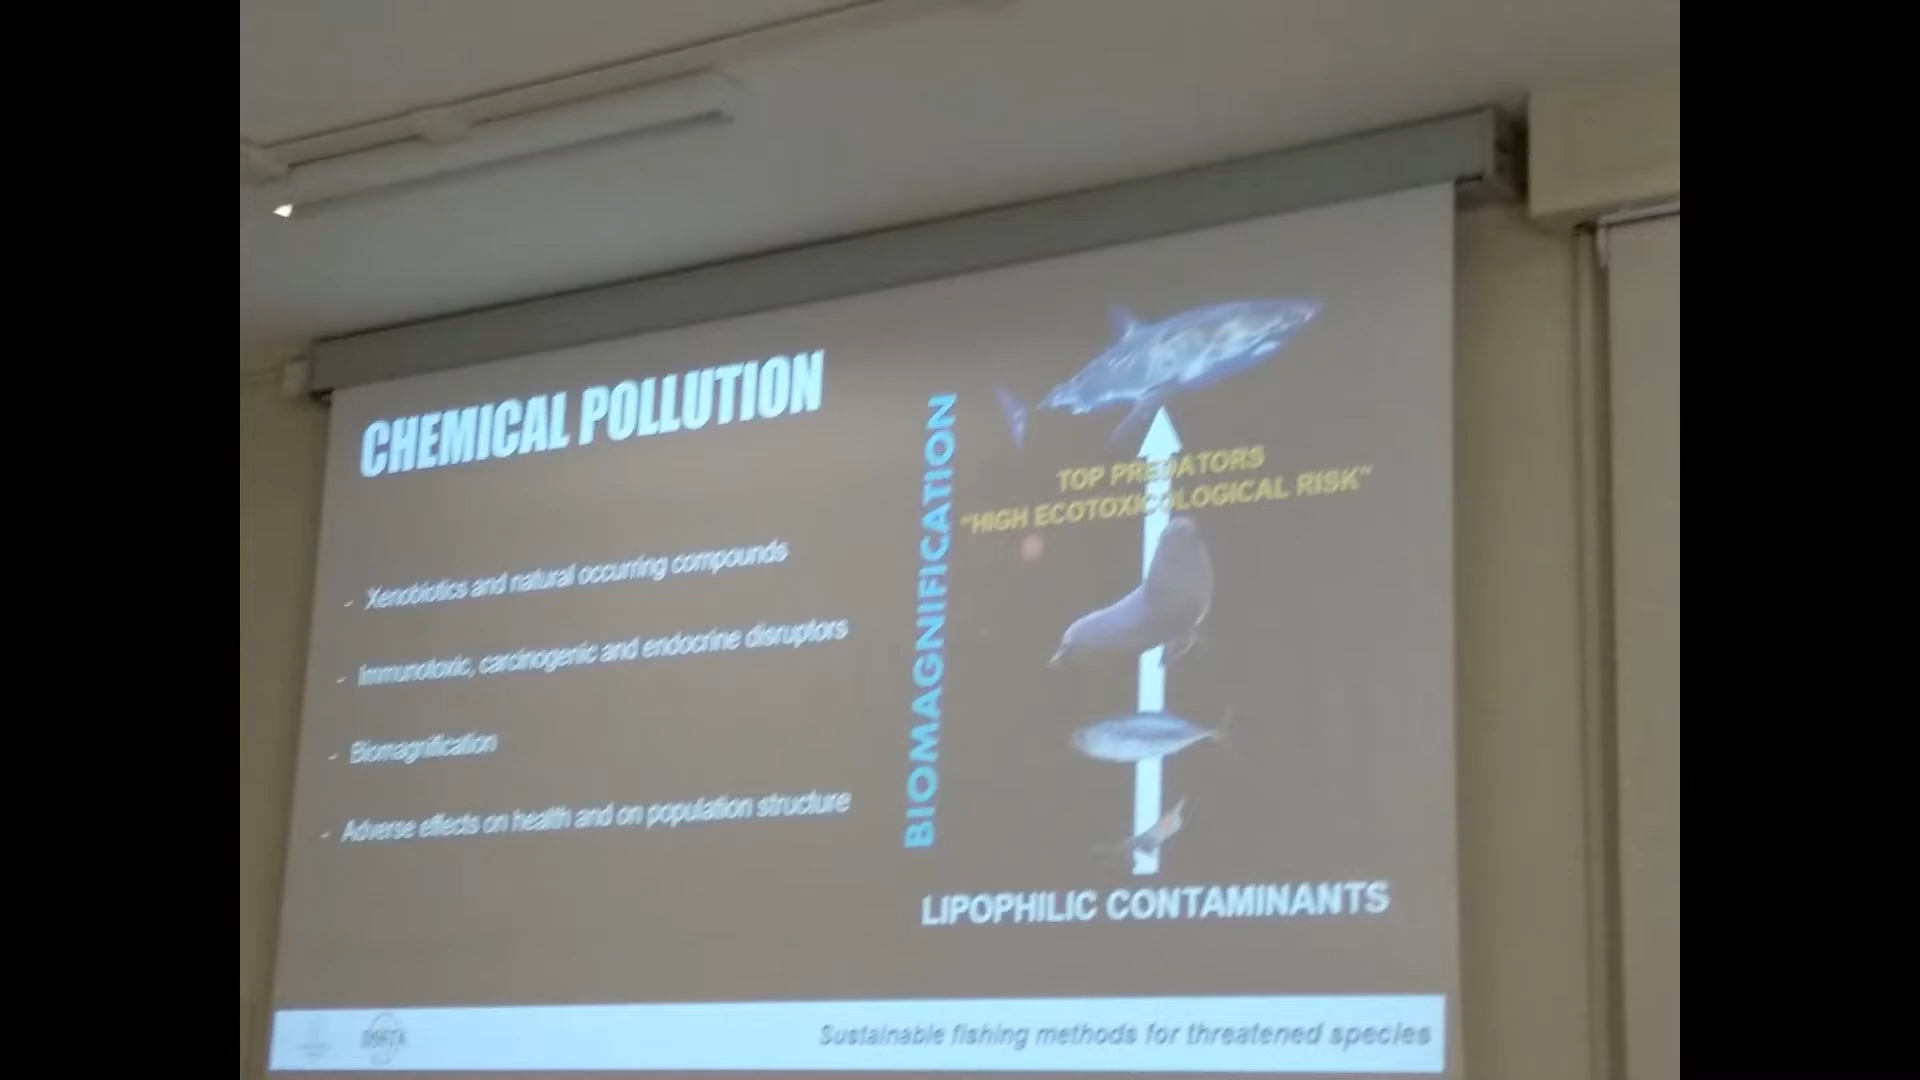 CHEMICAL POLLUTION
- Xenobiotics and natural occurring compounds
- Immunotoxic, carcinogenic and endocrine disruptors
- Biomagnification
- Adverse effects on health and on population structure
BIOMAGNIFICATION
TOP PREDATORS
"HIGH ECOTOXICOLOGICAL RISK"
LIPOPHILIC CONTAMINANTS
Sustainable fishing methods for threatened species